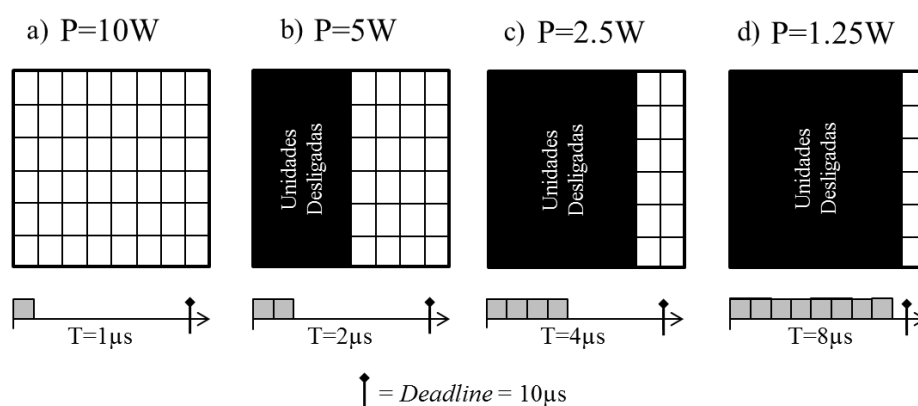 a) P=10W
b) P=5W
c) P=2.5W
d) P=1.25W
Unidades
Desligadas
Unidades
Desligadas
Unidades
Desligadas
T=1µs
T=2µs
T=4µs
T=8µs
= Deadline = 10µs